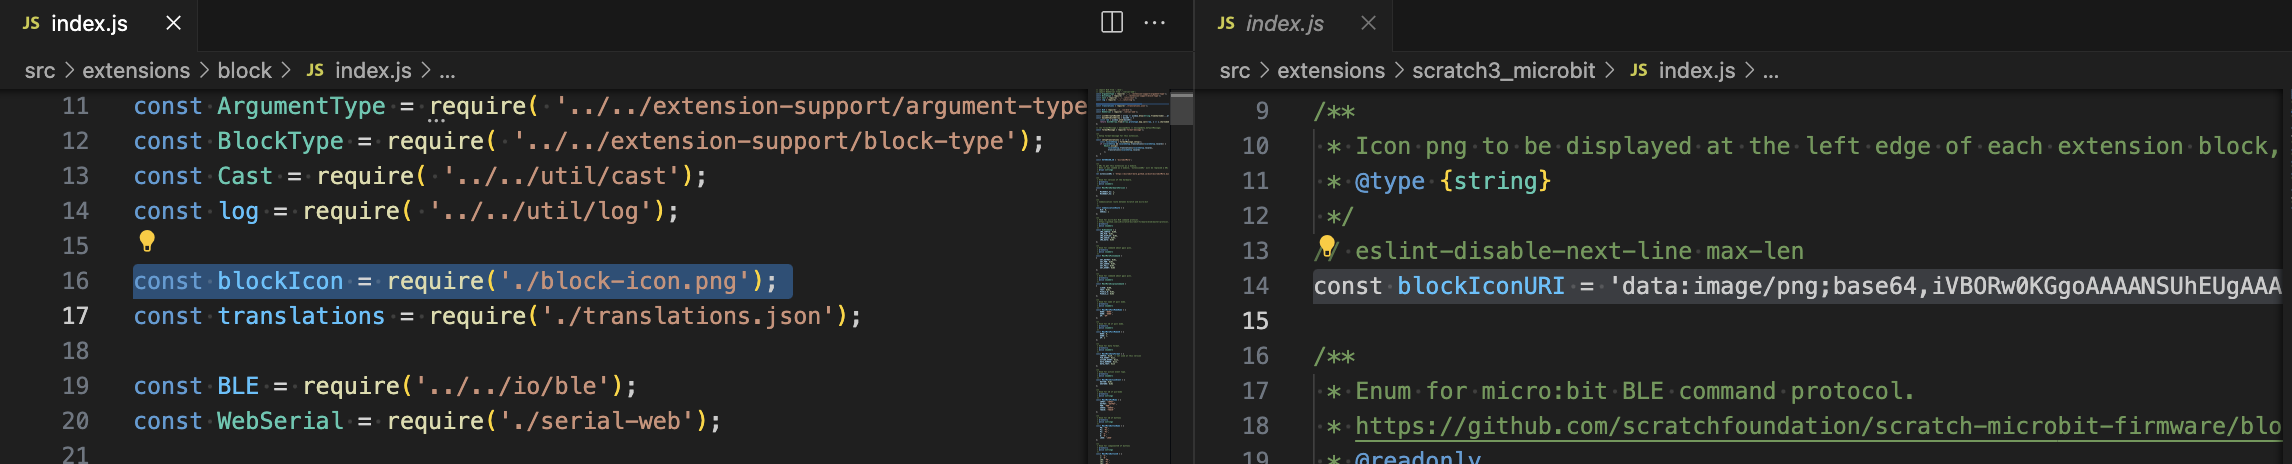 JS index.js ×
src > extensions > block > JS index.js > ...
11 const ArgumentType = require( '../../extension-support/argument-type
12 const BlockType = require( '../../extension-support/block-type');
13 const Cast = require( '../../util/cast');
14 const log = require( '../../util/log');
15
16 const blockIcon = require('./block-icon.png');
17 const translations = require('./translations.json');
18
19 const BLE = require('../../io/ble');
20 const WebSerial = require('./serial-web');
21
JS index.js ×
src > extensions > scratch3_microbit > JS index.js > ...
9 /**
10 * Icon png to be displayed at the left edge of each extension block,
11 * @type {string}
12 */
13 // eslint-disable-next-line max-len
14 const blockIconURI = 'data:image/png;base64,iVBORw0KGgoAAAANSUhEUgAAA
15
16 /**
17 * Enum for micro:bit BLE command protocol.
18 * https://github.com/scratchfoundation/scratch-microbit-firmware/blo
19 * @readonly